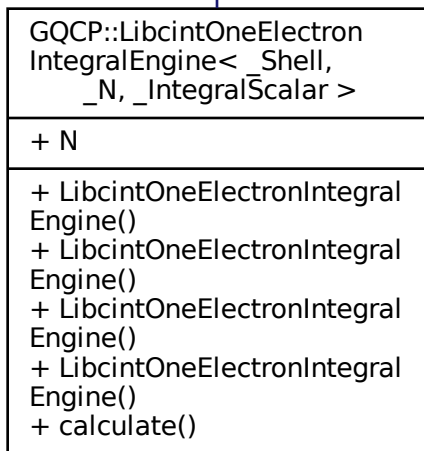 GQCP::LibcintOneElectron
IntegralEngine< _Shell,
_N, _IntegralScalar >
+ N
+ LibcintOneElectronIntegral
Engine()
+ LibcintOneElectronIntegral
Engine()
+ LibcintOneElectronIntegral
Engine()
+ LibcintOneElectronIntegral
Engine()
+ calculate()